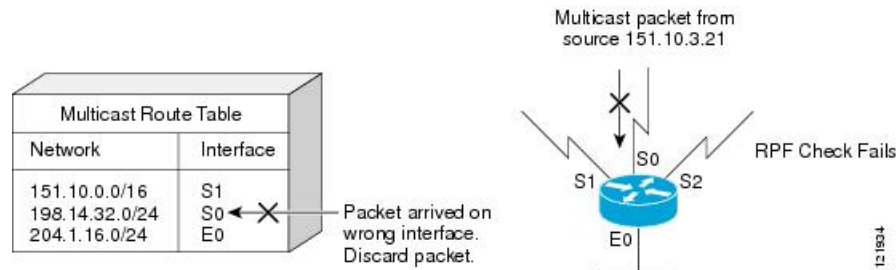 Multicast packet from
source 151.10.3.21
Multicast Route Table
Network Interface
151.10.0.0/16 S1
198.14.32.0/24 S0
204.1.16.0/24 E0
Packet arrived on
wrong interface.
Discard packet.
S0
RPF Check Fails
S1
S2
E0
121934